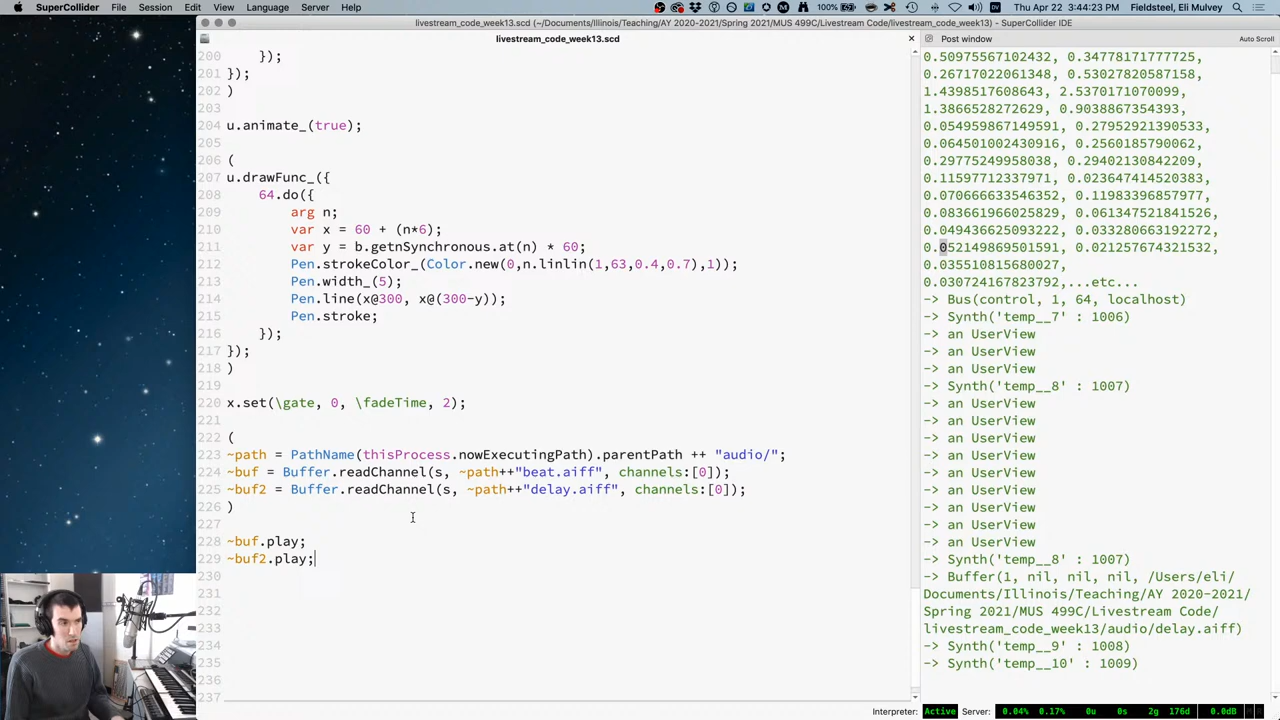 SuperCollider File Session Edit View Language Server Help
100% ABC Thu Apr 22 3:44:23 PM Fieldsteel, Eli Mulvey
livestream_code_week13.scd (~/Documents/Illinois/Teaching/AY 2020-2021/Spring 2021/MUS 499C/Livestream Code/livestream_code_week13) - SuperCollider IDE
livestream_code_week13.scd
200 });
201 });
202 )
203
204 u.animate_(true);
205
206 (
207 u.drawFunc_({
208 64.do({
209 arg n;
210 var x = 60 + (n*6);
211 var y = b.getnSynchronous.at(n) * 60;
212 Pen.strokeColor_(Color.new(0,n.linlin(1,63,0.4,0.7),1));
213 Pen.width_(5);
214 Pen.line(x@300, x@(300-y));
215 Pen.stroke;
216 });
217 });
218 )
219
220 x.set(\gate, 0, \fadeTime, 2);
221
222 (
223 ~path = PathName(thisProcess.nowExecutingPath).parentPath ++ "audio/";
224 ~buf = Buffer.readChannel(s, ~path++"beat.aiff", channels:[0]);
225 ~buf2 = Buffer.readChannel(s, ~path++"delay.aiff", channels:[0]);
226 )
227
228 ~buf.play;
229 ~buf2.play;
230
231
232
233
234
235
236
237
Post window Auto Scroll
0.50975567102432, 0.34778171777725,
0.26717022061348, 0.53027820587158,
1.4398517608643, 2.5370171070099,
1.3866528272629, 0.9038867354393,
0.054959867149591, 0.27952921390533,
0.064501002430916, 0.2560185790062,
0.29775249958038, 0.29402130842209,
0.11597712337971, 0.023647414520383,
0.070666633546352, 0.11983396857977,
0.083661966025829, 0.061347521841526,
0.049436625093222, 0.033280663192272,
0.052149869501591, 0.021257674321532,
0.035510815680027,
0.030724167823792,...etc...
-> Bus(control, 1, 64, localhost)
-> Synth('temp__7' : 1006)
-> an UserView
-> an UserView
-> an UserView
-> Synth('temp__8' : 1007)
-> an UserView
-> an UserView
-> an UserView
-> an UserView
-> an UserView
-> an UserView
-> an UserView
-> an UserView
-> an UserView
-> Synth('temp__8' : 1007)
-> Buffer(1, nil, nil, nil, /Users/eli/
Documents/Illinois/Teaching/AY 2020-2021/
Spring 2021/MUS 499C/Livestream Code/
livestream_code_week13/audio/delay.aiff)
-> Synth('temp__9' : 1008)
-> Synth('temp__10' : 1009)
Interpreter: Active Server: 0.04% 0.17% 0u 0s 2g 176d 0.0dB